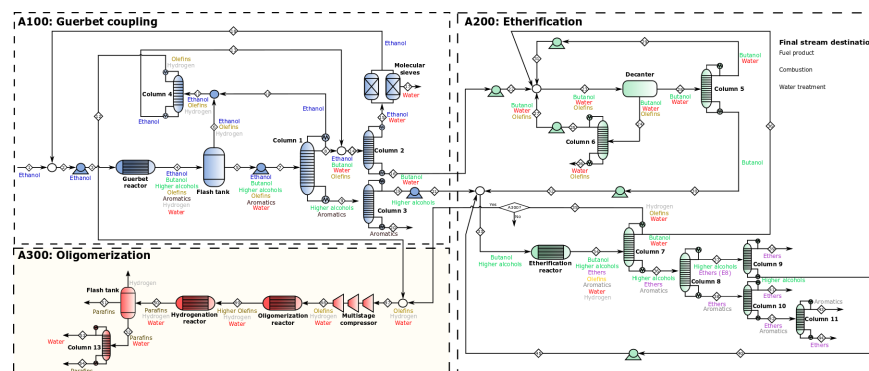 A100: Guerbet coupling
A200: Etherification
Final stream destinatio
Fuel product
Combustion
Water treatment
Ethanol
Olefins
Hydrogen
Column 4
Ethanol
Ethanol
Olefins
Hydrogen
Ethanol
Molecular
sieves
Water
Ethanol
Water
Column 1
Column 2
Ethanol
Butanol
Water
Olefins
Butanol
Water
Ethanol
Ethanol
Guerbet
reactor
Ethanol
Butanol
Higher alcohols
Olefins
Aromatics
Hydrogen
Water
Flash tank
Ethanol
Butanol
Higher alcohols
Olefins
Aromatics
Water
Higher alcohols
Aromatics
Column 3
Higher alcohols
Aromatics
Butanol
Water
Butanol
Water
Olefins
Butanol
Water
Olefins
Decanter
Butanol
Water
Olefins
Butanol
Water
Column 5
Column 6
Water
Olefins
Butanol
Yes
A300?
No
Hydrogen
Olefins
Butanol
Water
Column 7
Butanol
Higher alcohols
Etherification
reactor
Butanol
Higher alcohols
Ethers
Olefins
Aromatics
Water
Hydrogen
Higher alcohols
Ethers
Aromatics
Higher alcohols
Ethers (EB)
Column 8
Column 9
Ethers
Higher alcohols
Ethers
Aromatics
Ethers
Column 10
Ethers
Aromatics
Aromatics
Column 11
Ethers
A300: Oligomerization
Flash tank
Hydrogen
Parafins
Parafins
Hydrogen
Water
Hydrogenation
reactor
Higher Olefins
Hydrogen
Water
Oligomerization
reactor
Olefins
Hydrogen
Water
Multistage
compressor
Olefins
Hydrogen
Water
Parafins
Water
Water
Column 13
Parafins